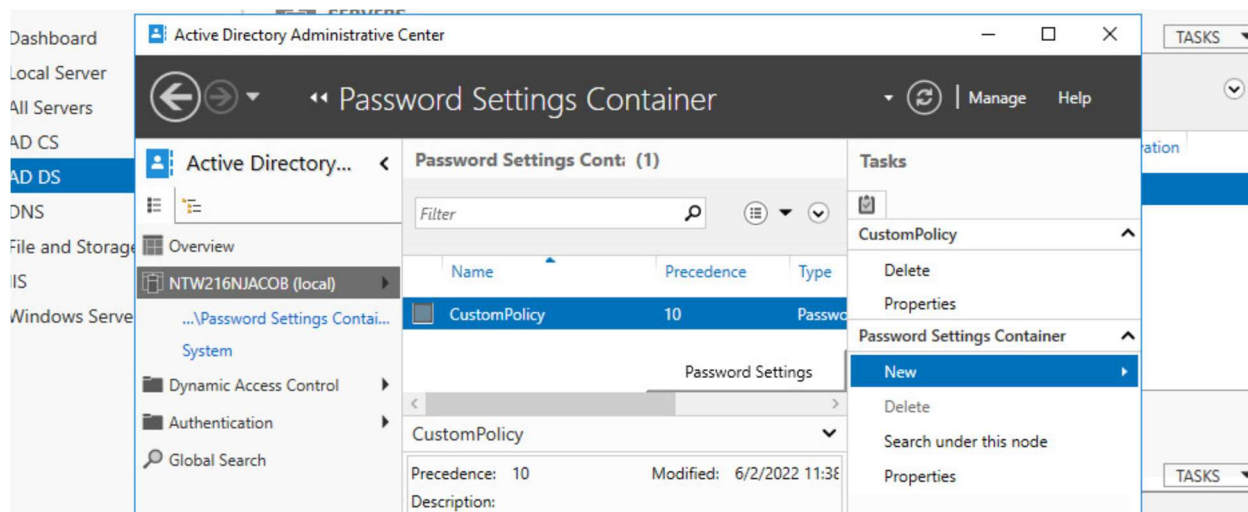 SERVERS
Dashboard
Local Server
All Servers
AD CS
AD DS
DNS
File and Storage
IIS
Windows Serve
Active Directory Administrative Center
Password Settings Container
Manage Help
Active Directory...
Overview
NTW216NJACOB (local)
...\Password Settings Contai...
System
Dynamic Access Control
Authentication
Global Search
Password Settings Conta (1)
Filter
Name Precedence Type
CustomPolicy 10 Passwo
Password Settings
CustomPolicy
Precedence: 10 Modified: 6/2/2022 11:38
Description:
Tasks
CustomPolicy
Delete
Properties
Password Settings Container
New
Delete
Search under this node
Properties
TASKS
ation
TASKS